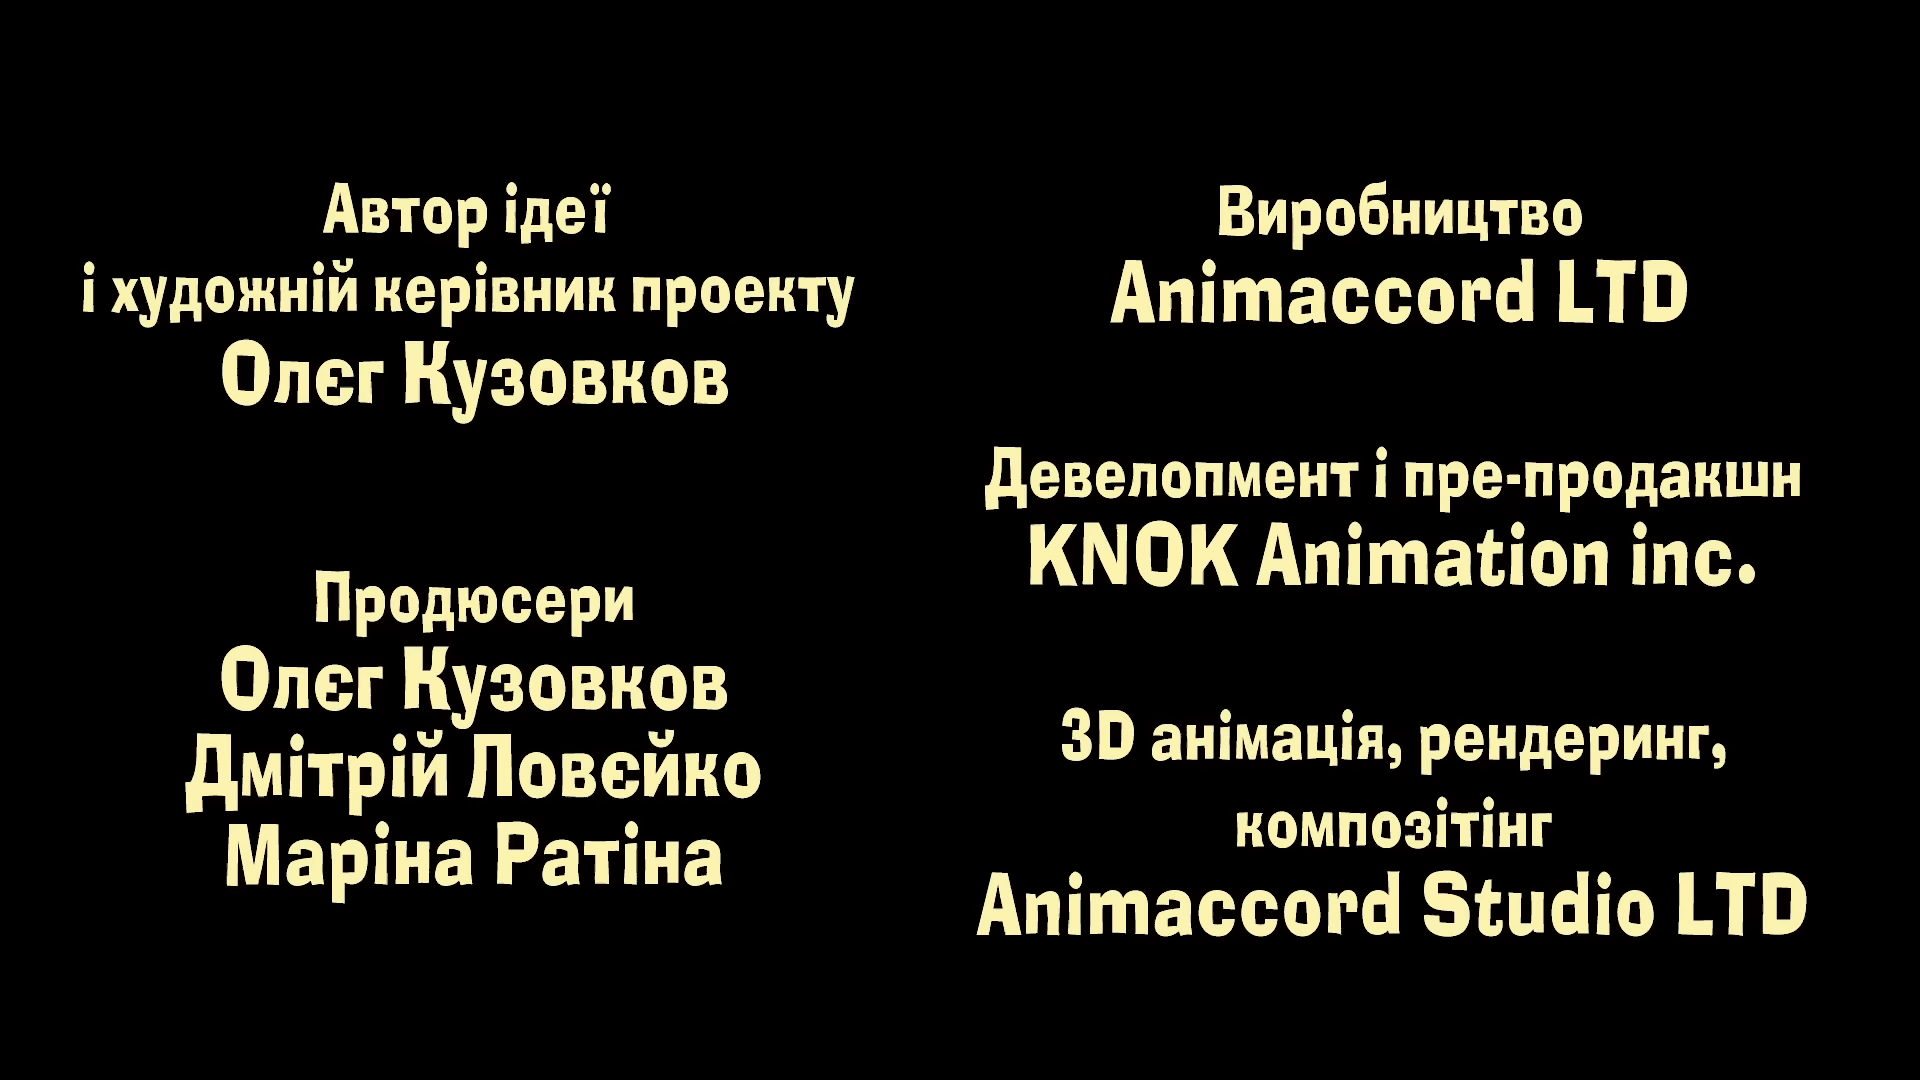 Автор ідеї
і художній керівник проекту
Олєг Кузовков
Продюсери
Олєг Кузовков
Дмітрій Ловєйко
Маріна Ратіна
Виробництво
Animaccord LTD
Девелопмент і пре-продакшн
KNOK Animation inc.
3D анімація, рендеринг,
композітінг
Animaccord Studio LTD